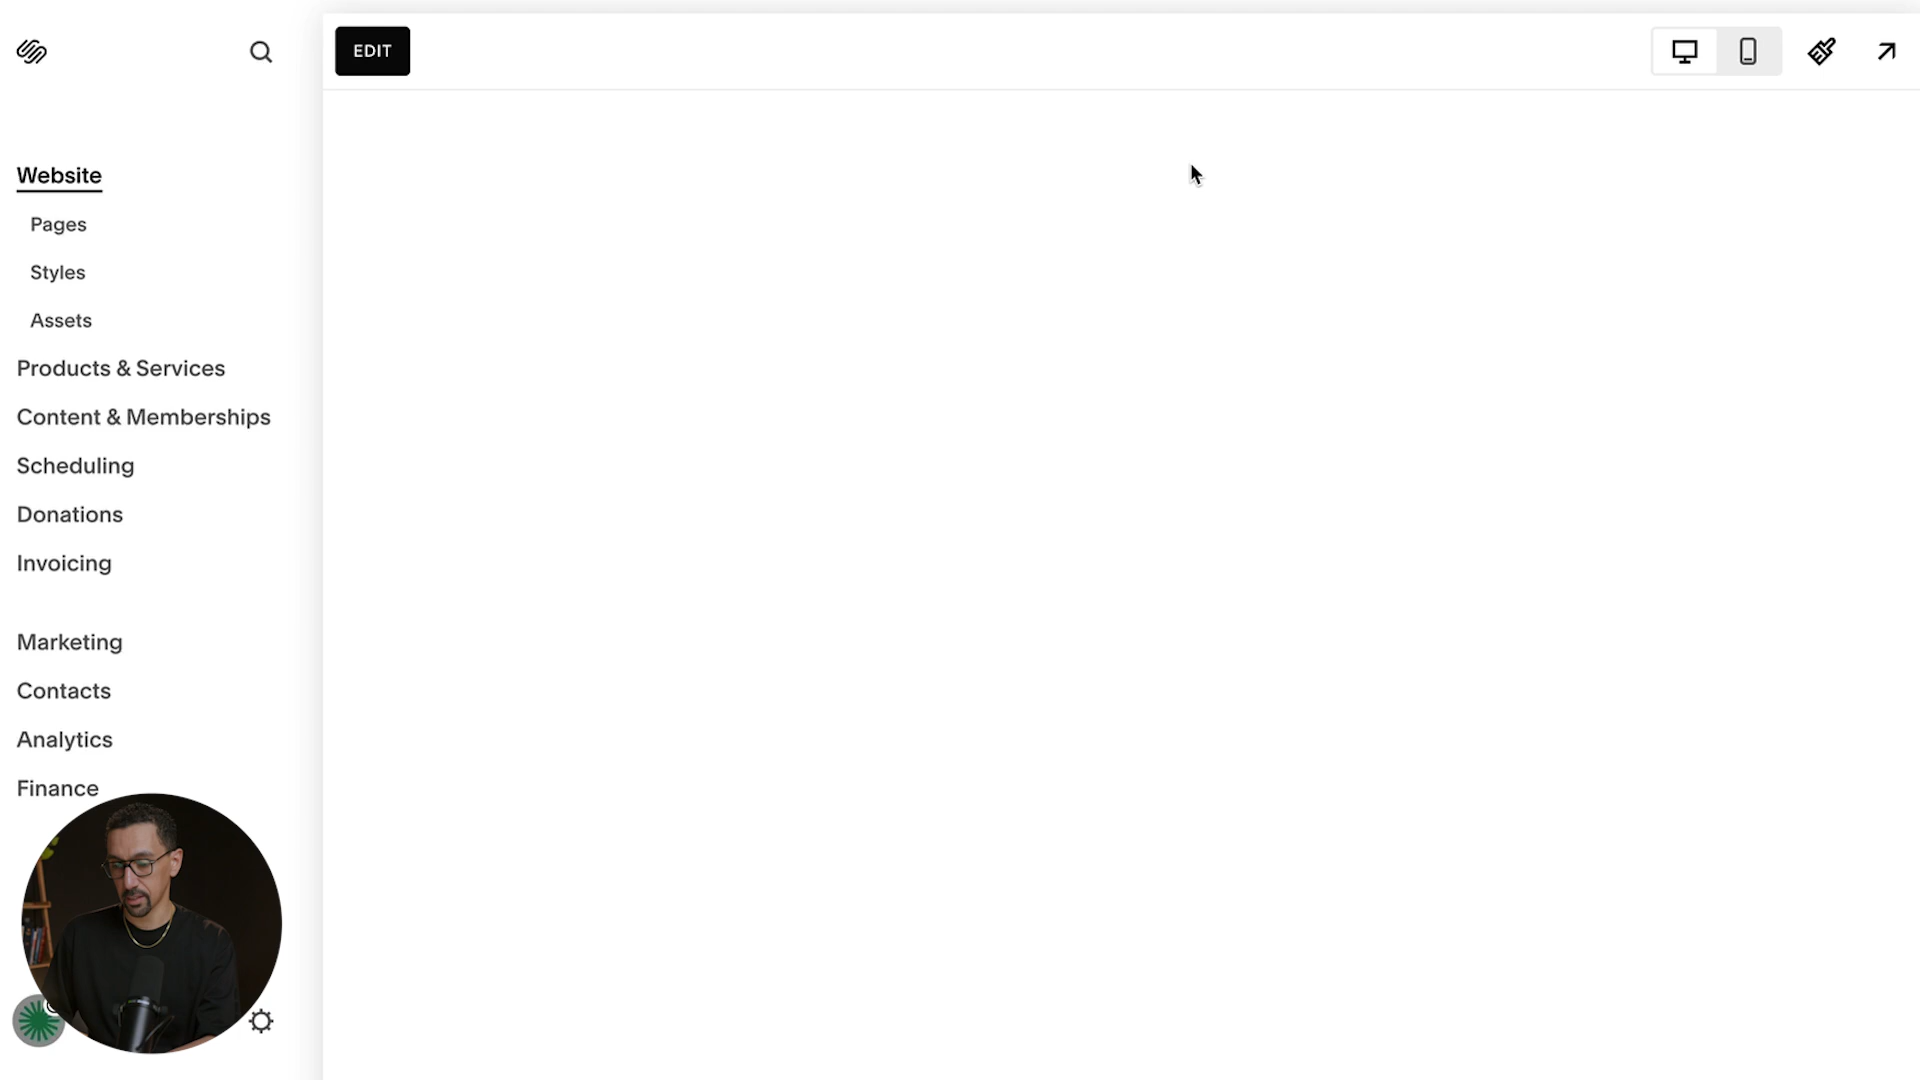 EDIT
Website
Pages
Styles
Assets
Products & Services
Content & Memberships
Scheduling
Donations
Invoicing
Marketing
Contacts
Analytics
Finance